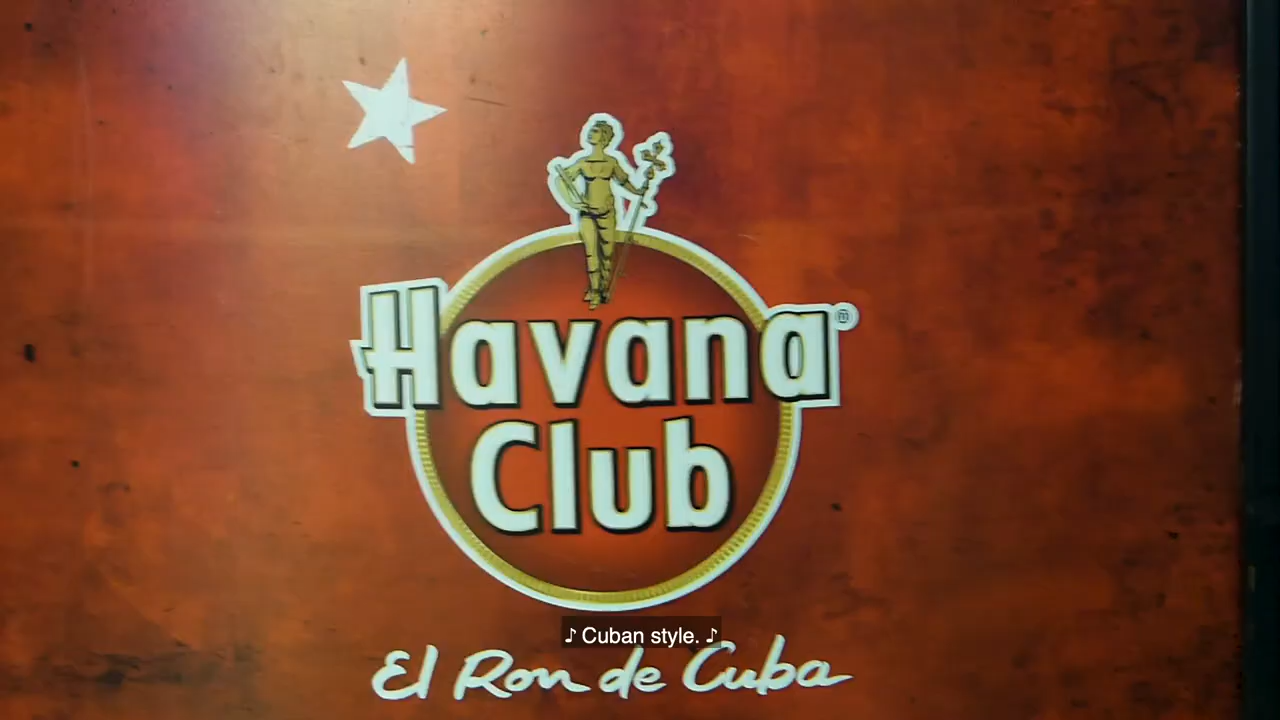 Havana®
Club
♪ Cuban style. ♪
El Ron de Cuba